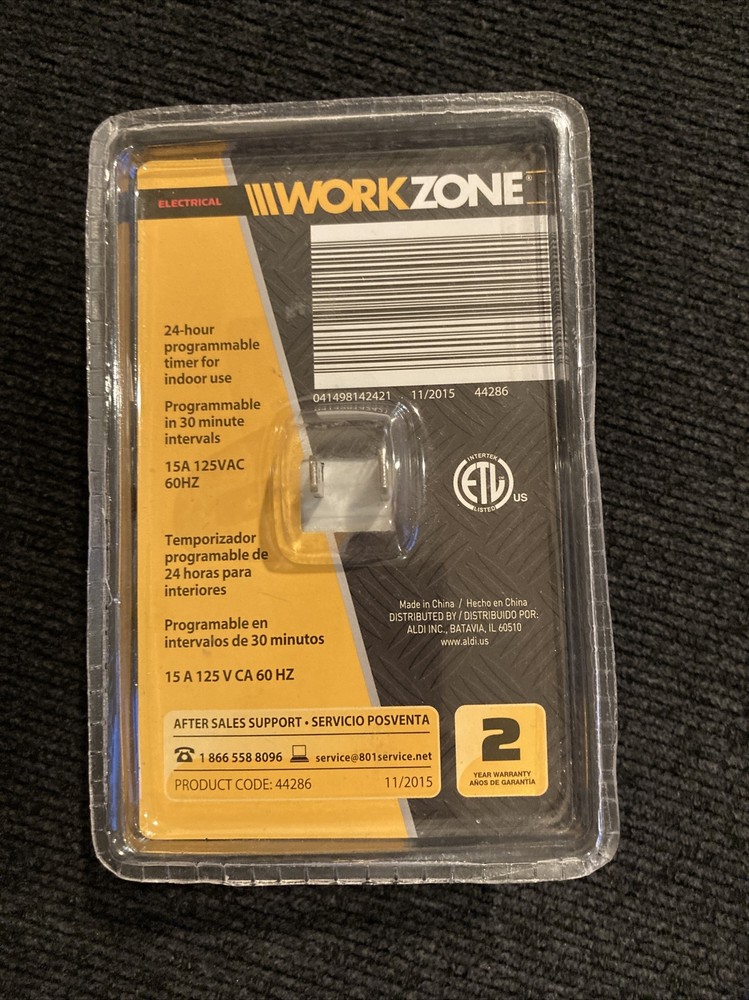 ELECTRICAL
WORKZONE®
041498142421 11/2015 44286
24-hour
programmable
timer for
indoor use
Programmable
in 30 minute
intervals
15A 125VAC
60HZ
INTERTEK
ETL
LISTED
US
Temporizador
programable de
24 horas para
interiores
Programable en
intervalos de 30 minutos
15 A 125 V CA 60 HZ
Made in China / Hecho en China
DISTRIBUTED BY / DISTRIBUIDO POR:
ALDI INC., BATAVIA, IL 60510
www.aldi.us
AFTER SALES SUPPORT • SERVICIO POSVENTA
1 866 558 8096 service@801service.net
PRODUCT CODE: 44286 11/2015
2
YEAR WARRANTY
AÑOS DE GARANTÍA